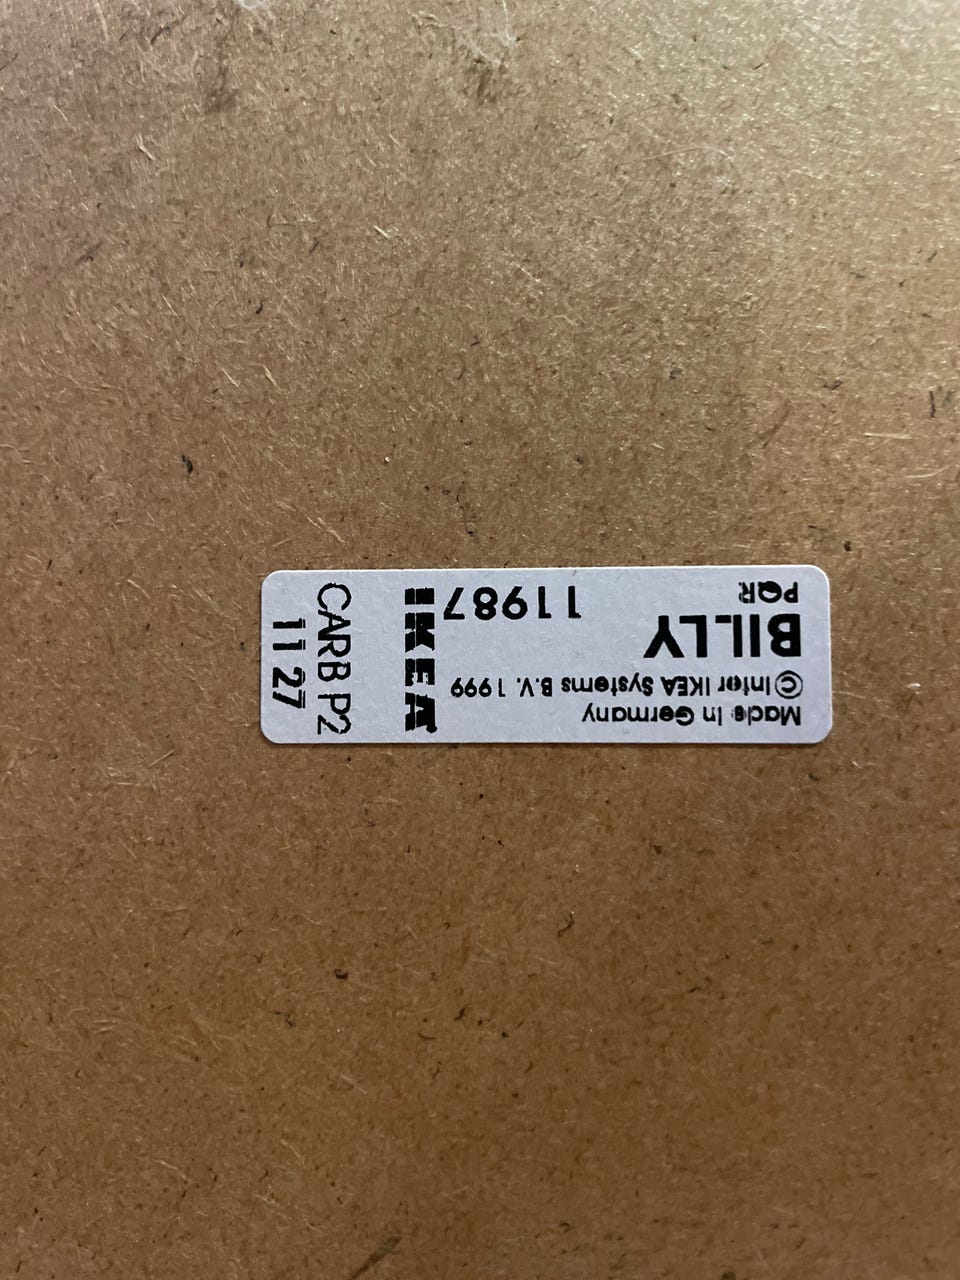 Made in Germany
©Inter IKEA Systems B.V. 1999
BILLY
PQR 11987
IKEA
CARB P2
11 27